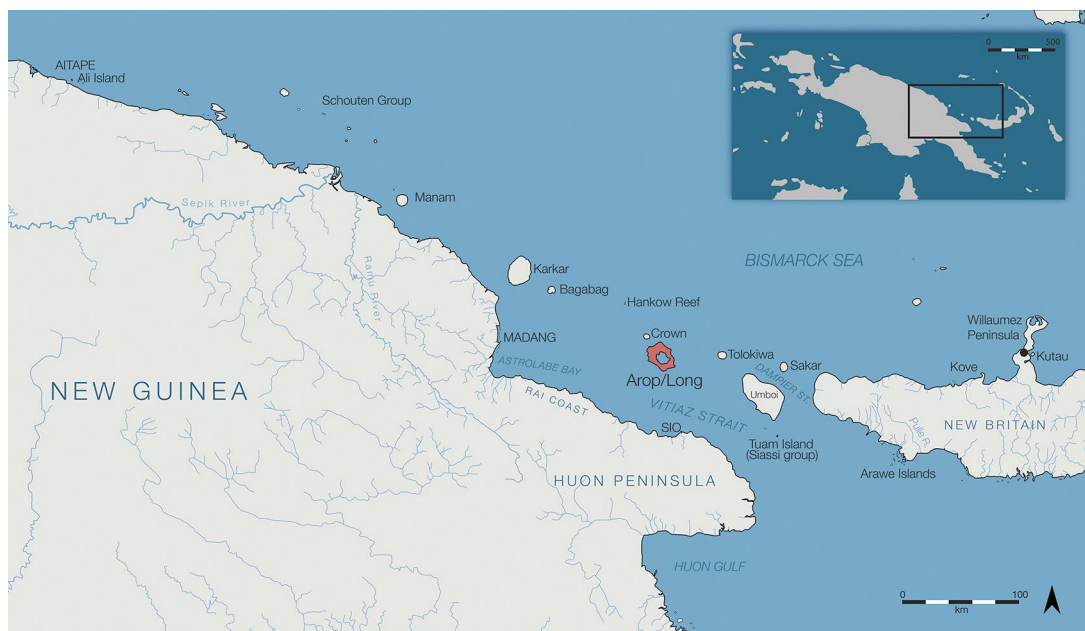 AITAPE
Ali Island
Schouten Group
0 500
km
Sepik River
Manam
Ramu River
Karkar
Bagabag
BISMARCK SEA
Hankow Reef
MADANG
Crown
Willaumez
Peninsula
Kutau
ASTROLABE BAY
Tolokiwa
Sakar
Kove
NEW GUINEA
Arop/Long
DAMPIER ST.
Umboi
RAI COAST
VITIAZ STRAIT
SIO
Pulie R.
NEW BRITAIN
Tuam Island
(Siassi group)
HUON PENINSULA
Arawe Islands
HUON GULF
0 100
km